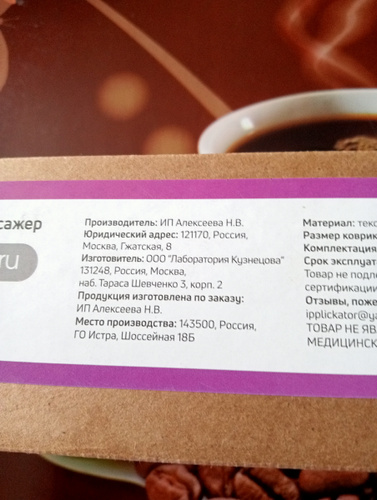 сажер
ru
Производитель: ИП Алексеева Н.В.
Юридический адрес: 121170, Россия,
Москва, Гжатская, 8
Изготовитель: ООО "Лаборатория Кузнецова"
131248, Россия, Москва,
наб. Тараса Шевченко 3, корп. 2
Продукция изготовлена по заказу:
ИП Алексеева Н.В.
Место производства: 143500, Россия,
ГО Истра, Шоссейная 18Б
Материал: текс
Размер коврик
Комплектация
Срок эксплуат
Товар не подле
сертификации
Отзывы, поже
ipplickator@ya
ТОВАР НЕ ЯВ
МЕДИЦИНСК